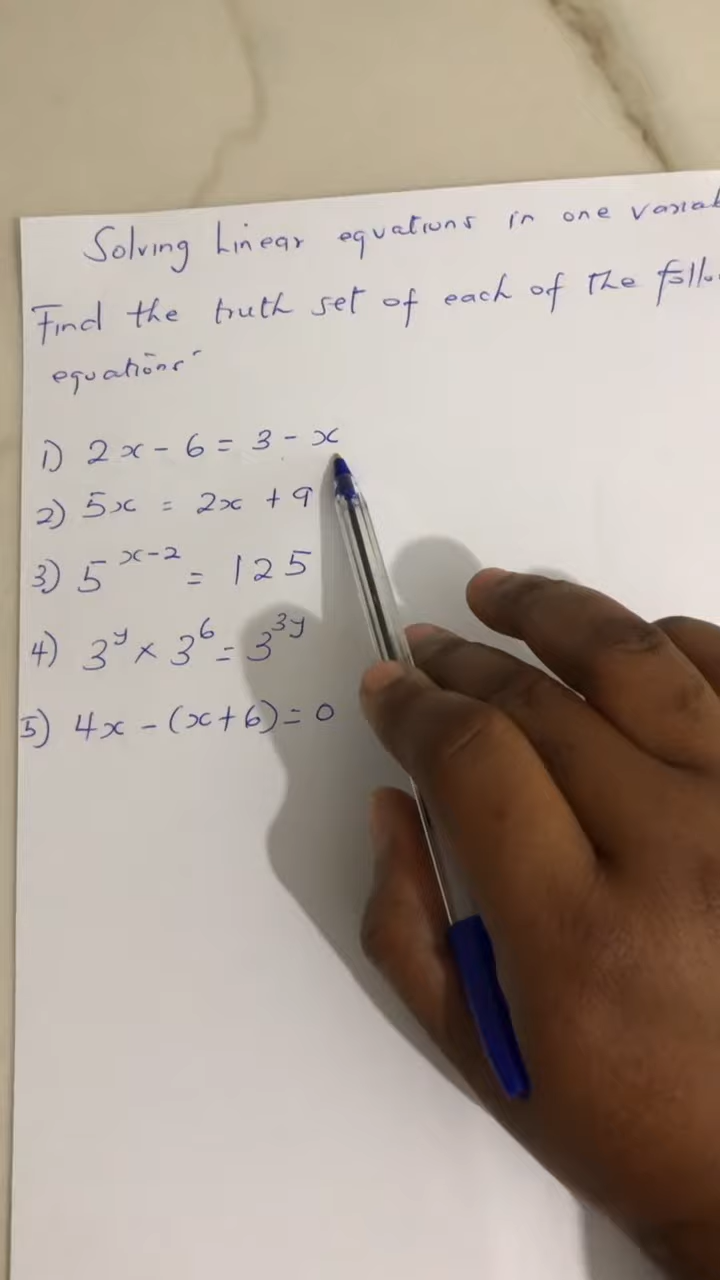 Solving Linear equations in one
Find the truth set of each of the
equations
1) 2x - 6 = 3 - x
2) 5x = 2x + 9
3) 5^{x-2} = 125
4) 3^y × 3^6 = 3^{3y}
5) 4x - (x+6) = 0